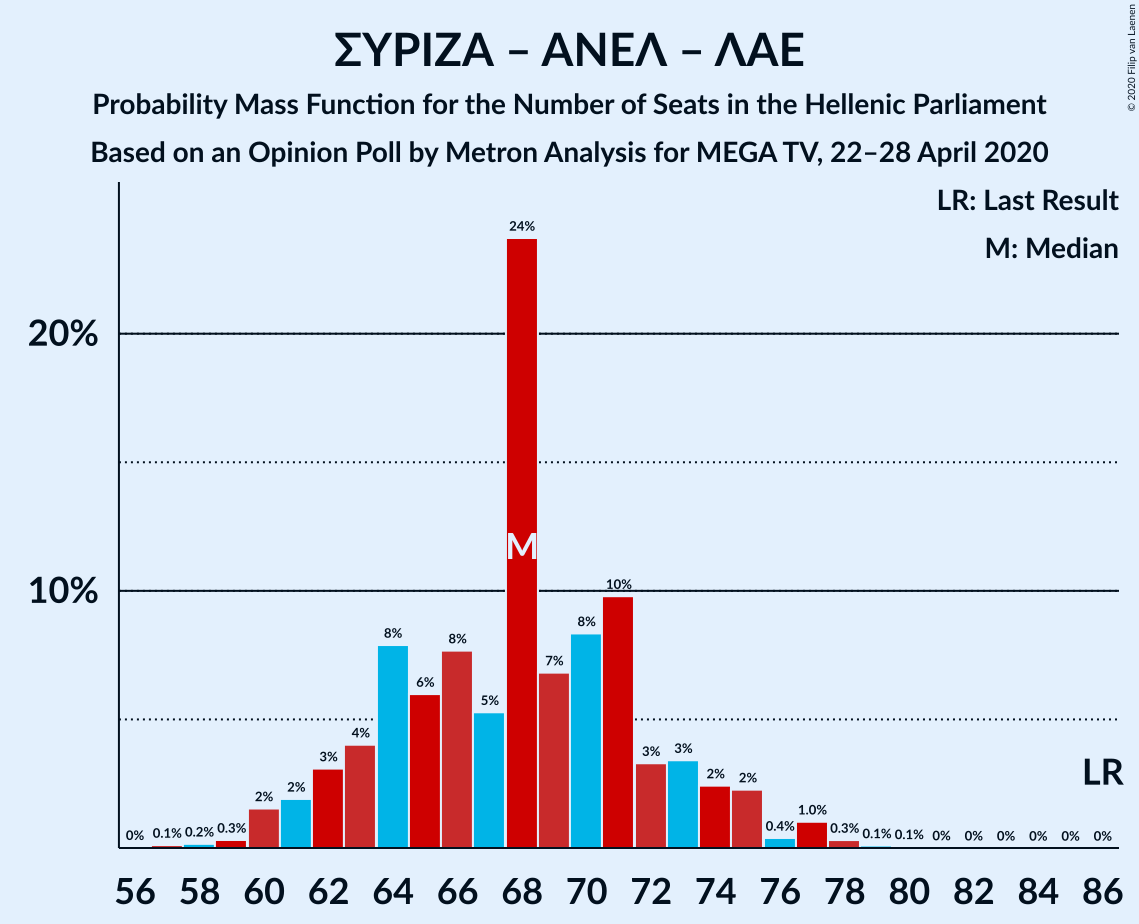 ΣΥΡΙΖΑ – ΑΝΕΛ – ΛΑΕ
Probability Mass Function for the Number of Seats in the Hellenic Parliament
Based on an Opinion Poll by Metron Analysis for MEGA TV, 22–28 April 2020
© 2020 Filip van Laenen
LR: Last Result
M: Median
20%
10%
0% 0.1% 0.2% 0.3% 2% 2% 3% 4% 8% 6% 8% 5% 24% 7% 8% 10% 3% 3% 2% 2% 0.4% 1.0% 0.3% 0.1% 0.1% 0% 0% 0% 0% 0% 0%
M
LR
56 58 60 62 64 66 68 70 72 74 76 78 80 82 84 86